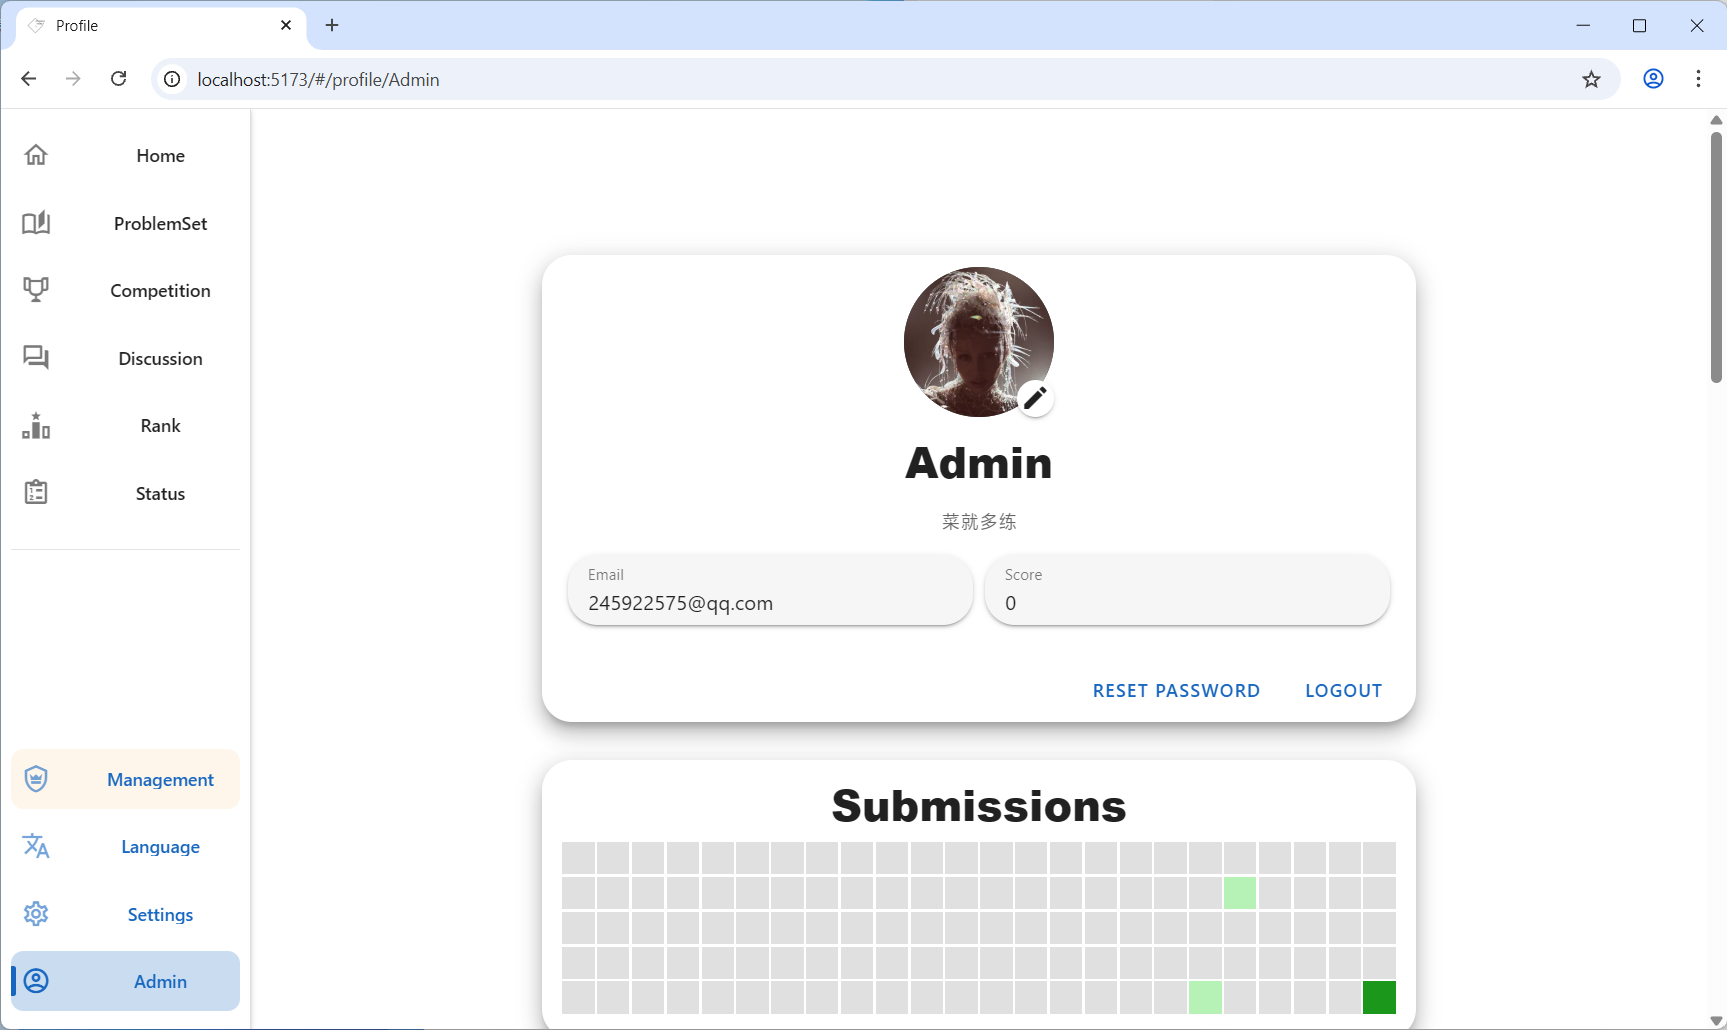 Profile
localhost:5173/#/profile/Admin
Home
ProblemSet
Competition
Discussion
Rank
Status
Management
Language
Settings
Admin
Admin
菜就多练
Email
245922575@qq.com
Score
0
RESET PASSWORD
LOGOUT
Submissions